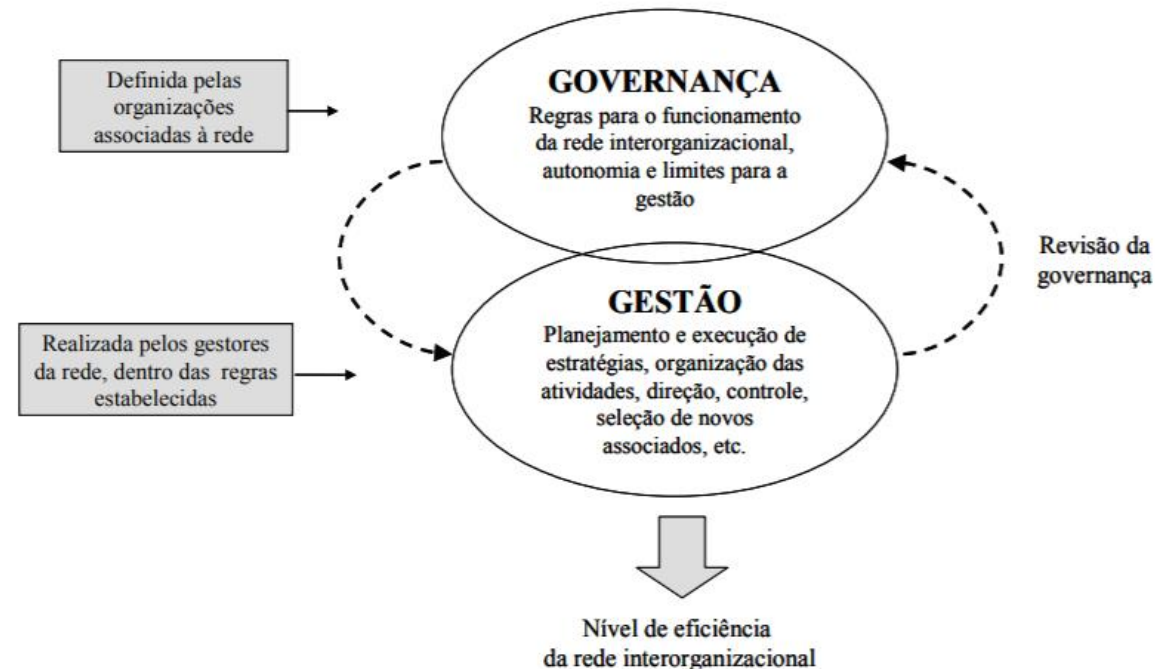 Definida pelas
organizações
associadas à rede
GOVERNANÇA
Regras para o funcionamento
da rede interorganizacional,
autonomia e limites para a
gestão
Revisão da
governança
Realizada pelos gestores
da rede, dentro das regras
estabelecidas
GESTÃO
Planejamento e execução de
estratégias, organização das
atividades, direção, controle,
seleção de novos
associados, etc.
Nível de eficiência
da rede interorganizacional